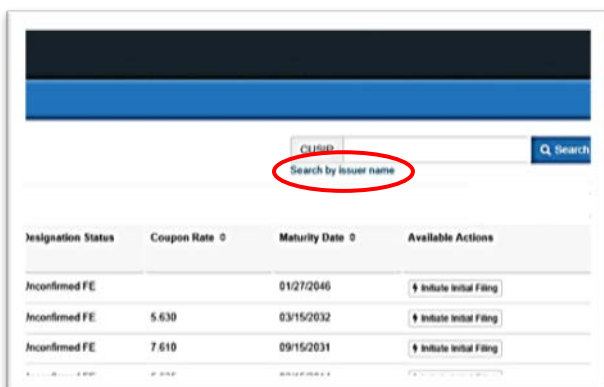 CUSIP Search
Search by issuer name
Designation Status Coupon Rate Maturity Date Available Actions
Unconfirmed FE 01/27/2046 Initiate Initial Filing
Unconfirmed FE 5.630 03/15/2032 Initiate Initial Filing
Unconfirmed FE 7.610 09/15/2031 Initiate Initial Filing